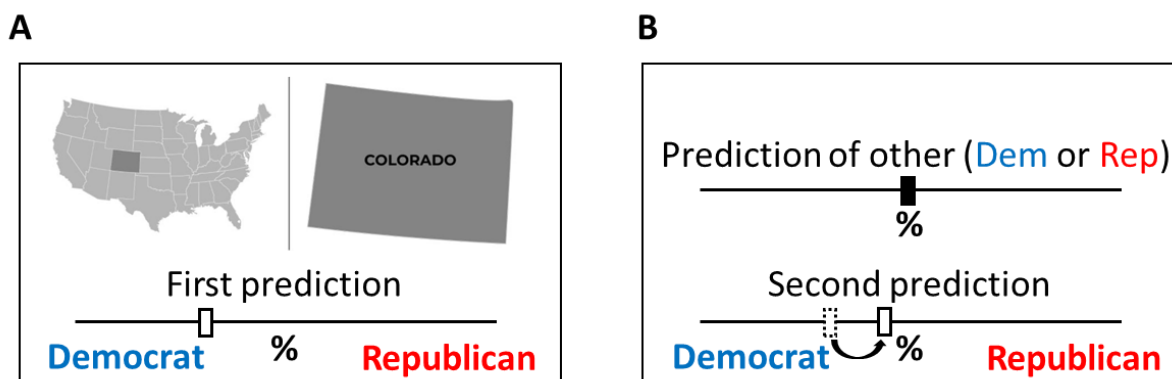 A
COLORADO
First prediction
%
Democrat Republican
B
Prediction of other (Dem or Rep)
%
Second prediction
%
Democrat Republican